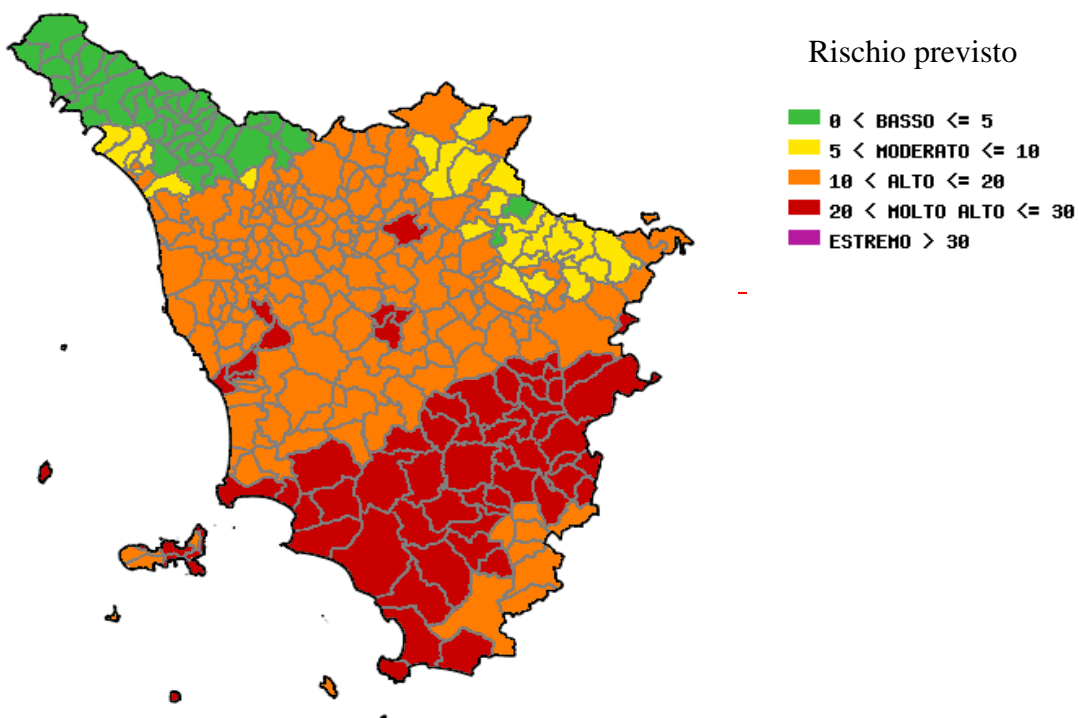 Rischio previsto
0 < BASSO <= 5
5 < MODERATO <= 10
10 < ALTO <= 20
20 < MOLTO ALTO <= 30
ESTREMO > 30